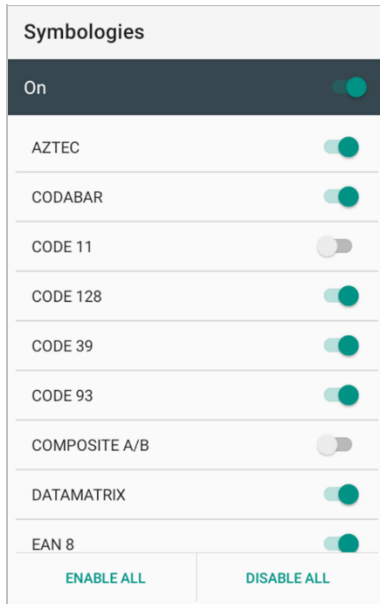 Symbologies
On
AZTEC
CODABAR
CODE 11
CODE 128
CODE 39
CODE 93
COMPOSITE A/B
DATAMATRIX
EAN 8
ENABLE ALL DISABLE ALL